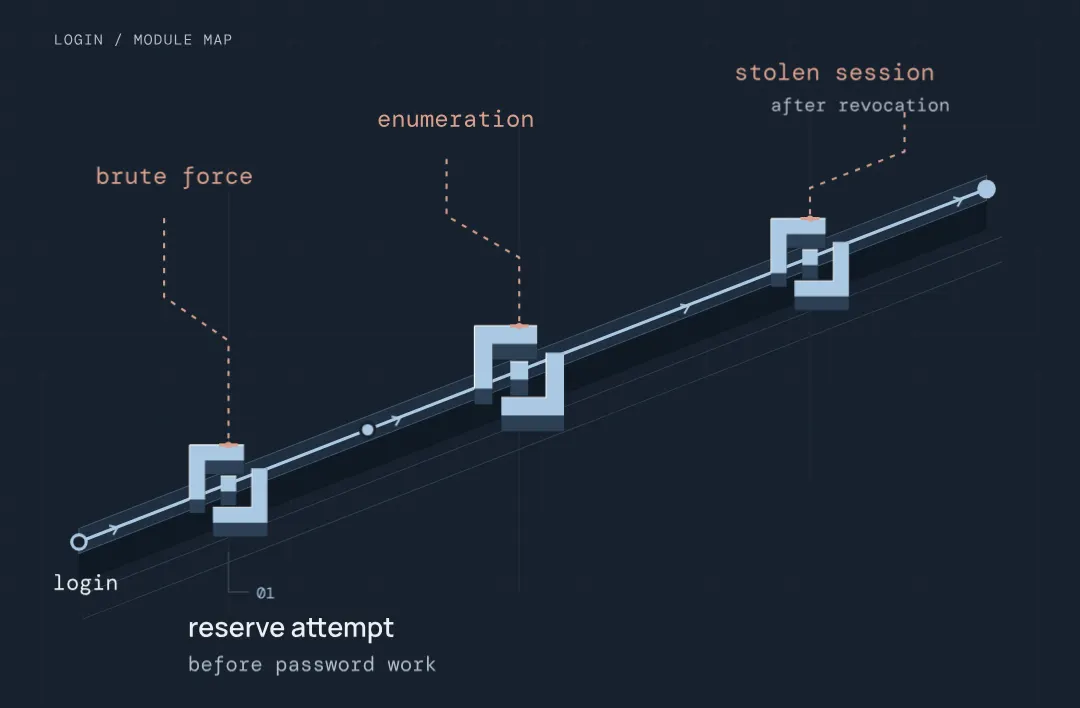 LOGIN / MODULE MAP
stolen session
after revocation
enumeration
brute force
login
01
reserve attempt
before password work